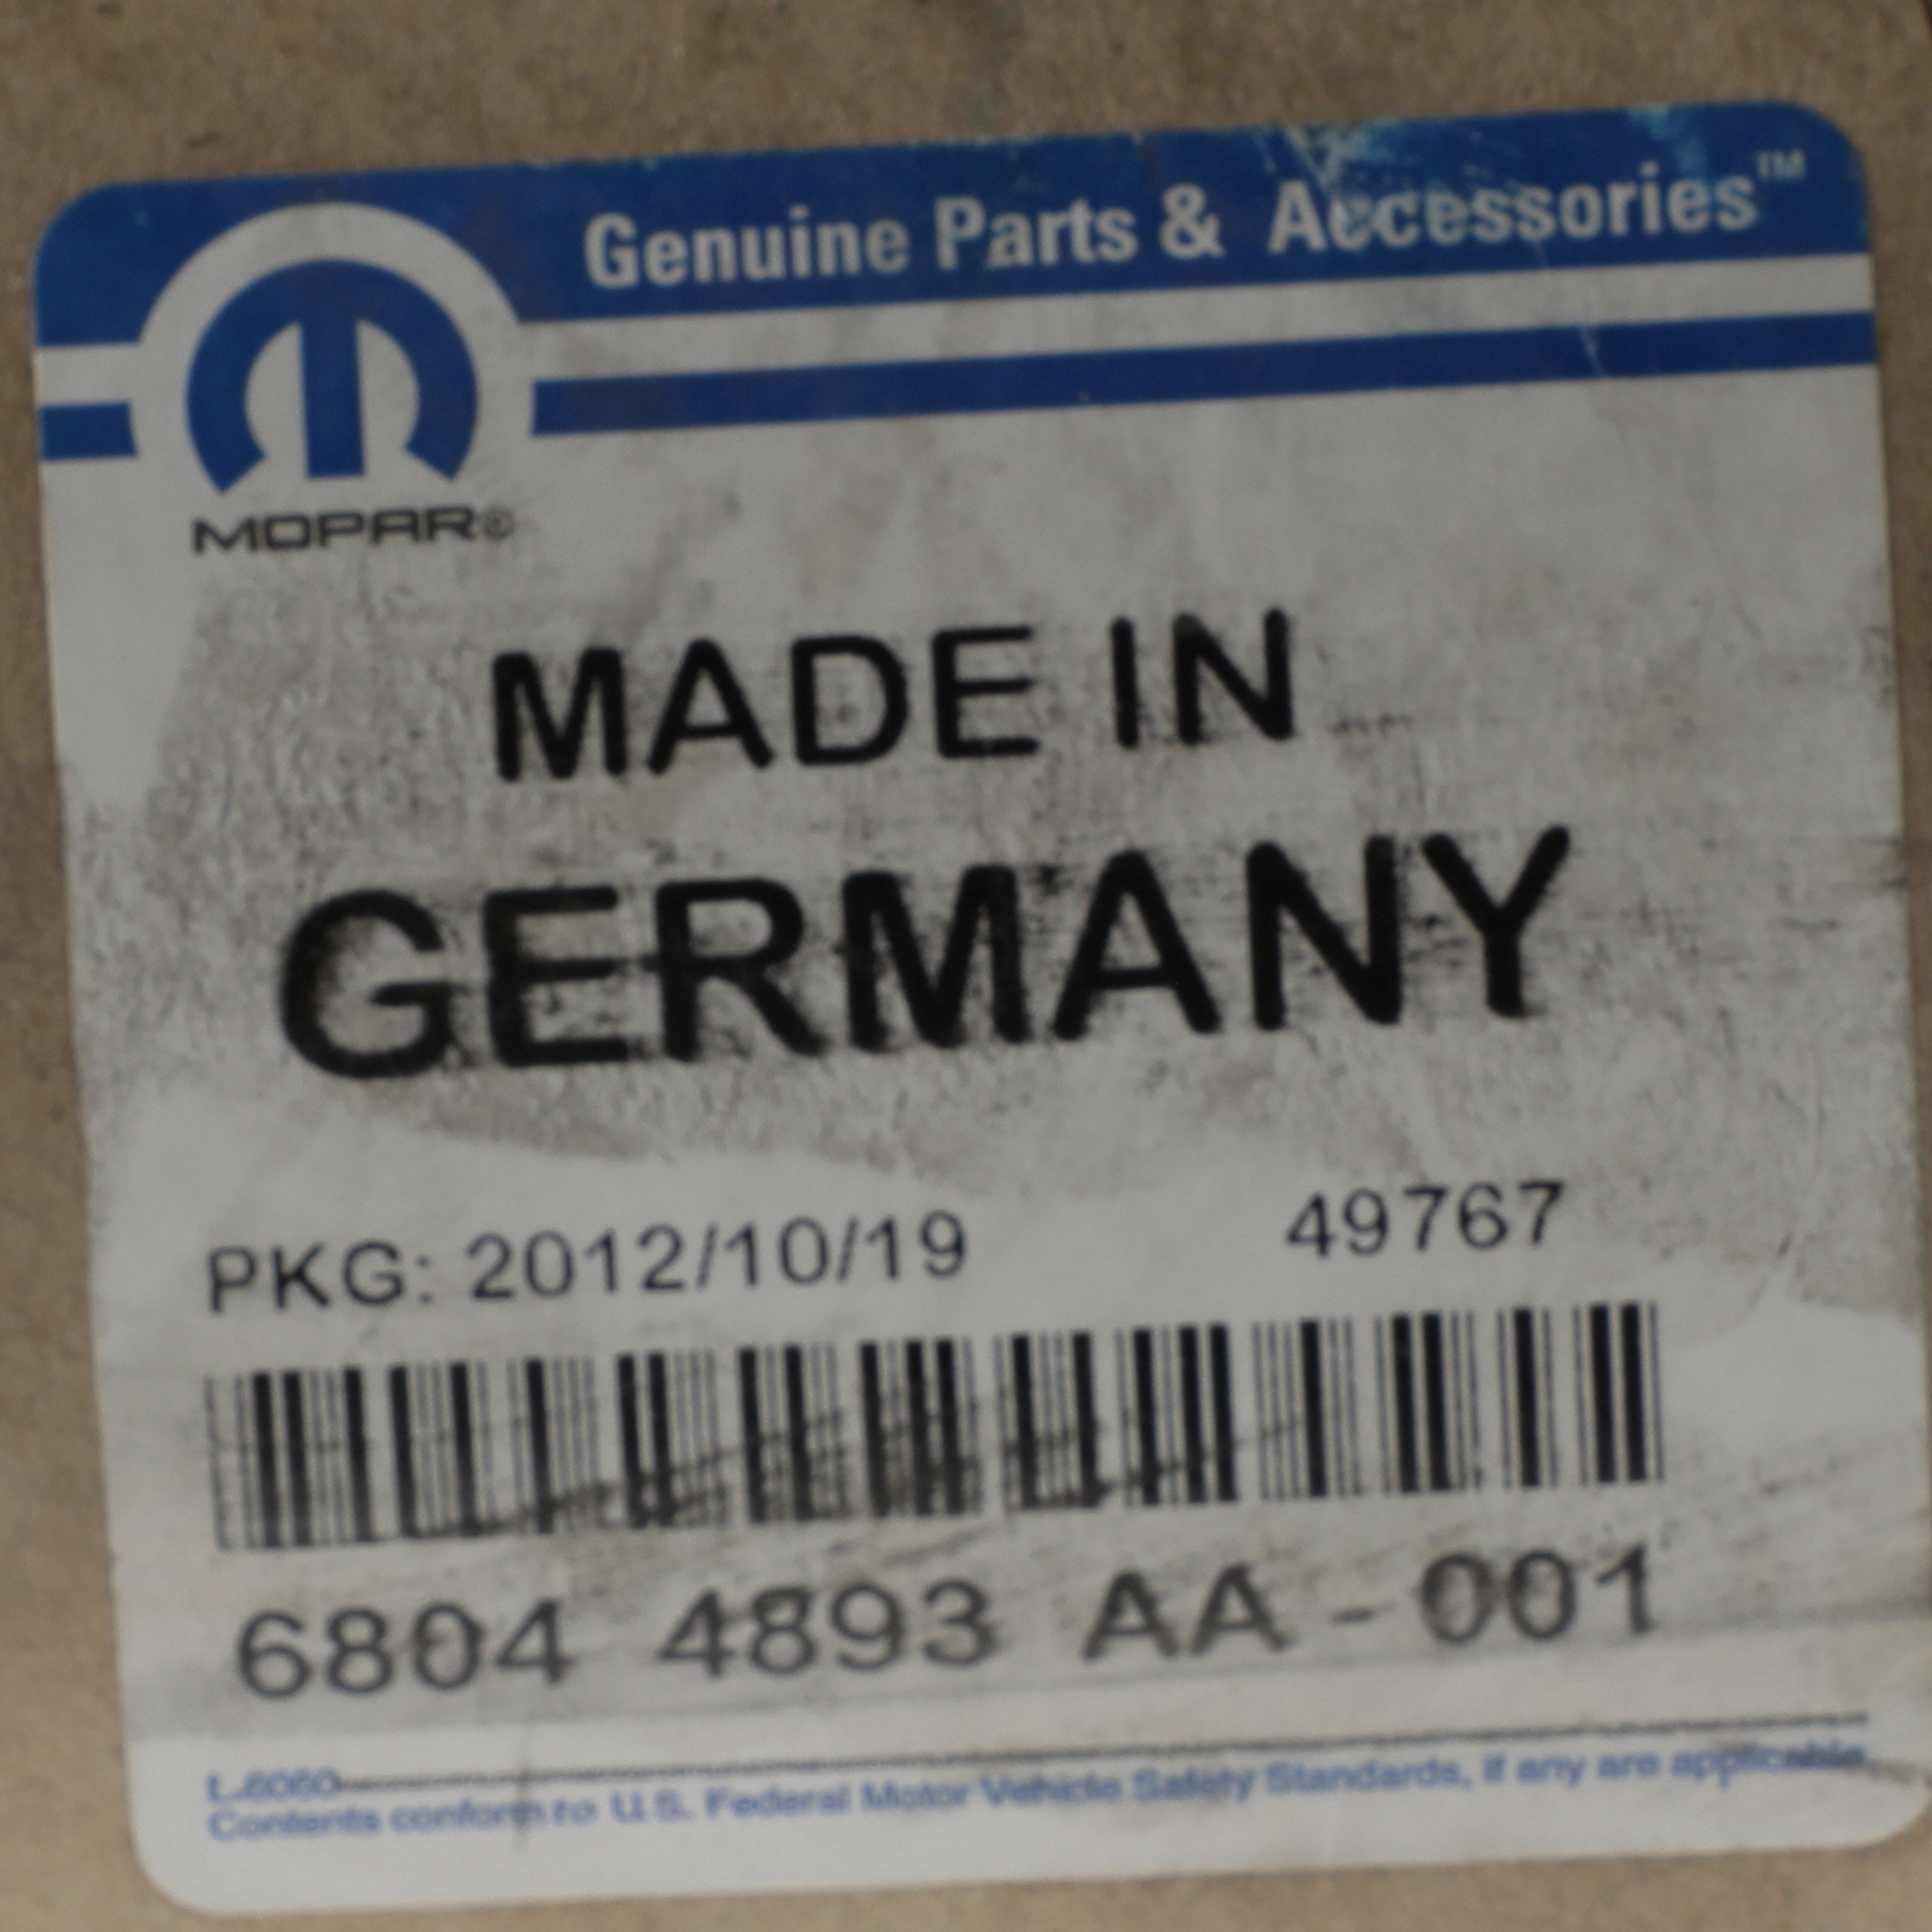 Genuine Parts & Accessories™
MOPAR®
MADE IN
GERMANY
PKG: 2012/10/19 49767
6804 4893 AA - 001
L-6060
Contents conform to U.S. Federal Motor Vehicle Safety Standards, if any are applicable